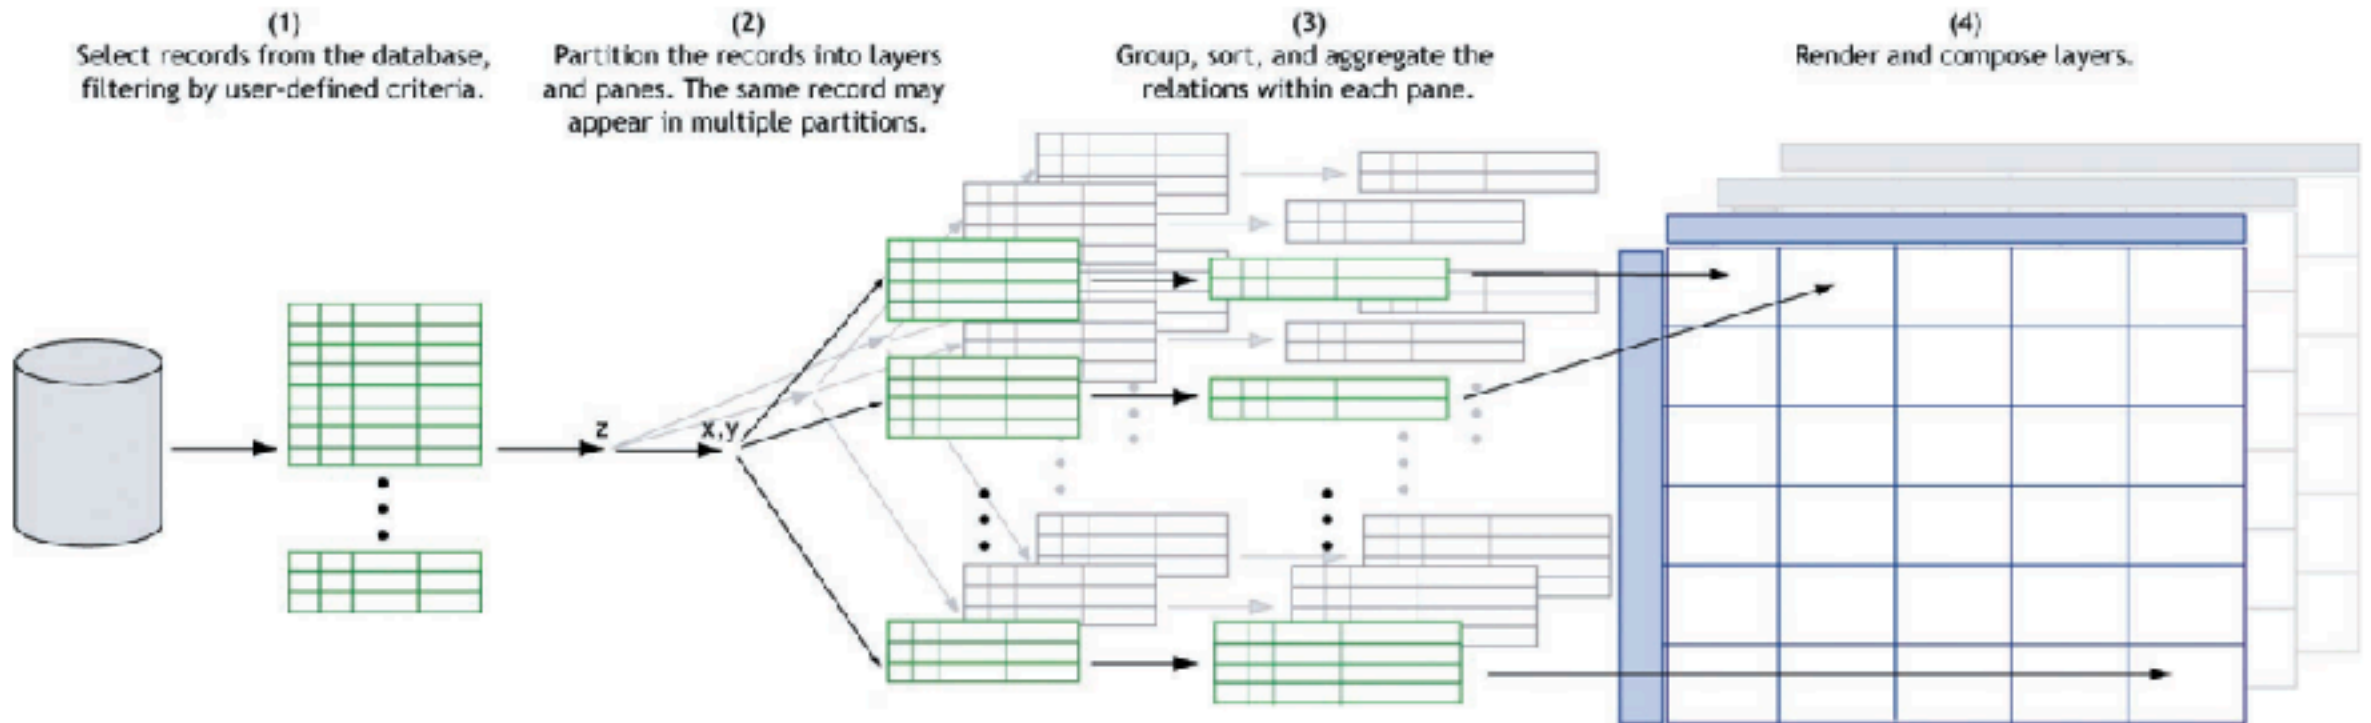 (1)
Select records from the database,
filtering by user-defined criteria.
(2)
Partition the records into layers
and panes. The same record may
appear in multiple partitions.
(3)
Group, sort, and aggregate the
relations within each pane.
(4)
Render and compose layers.
z
x,y